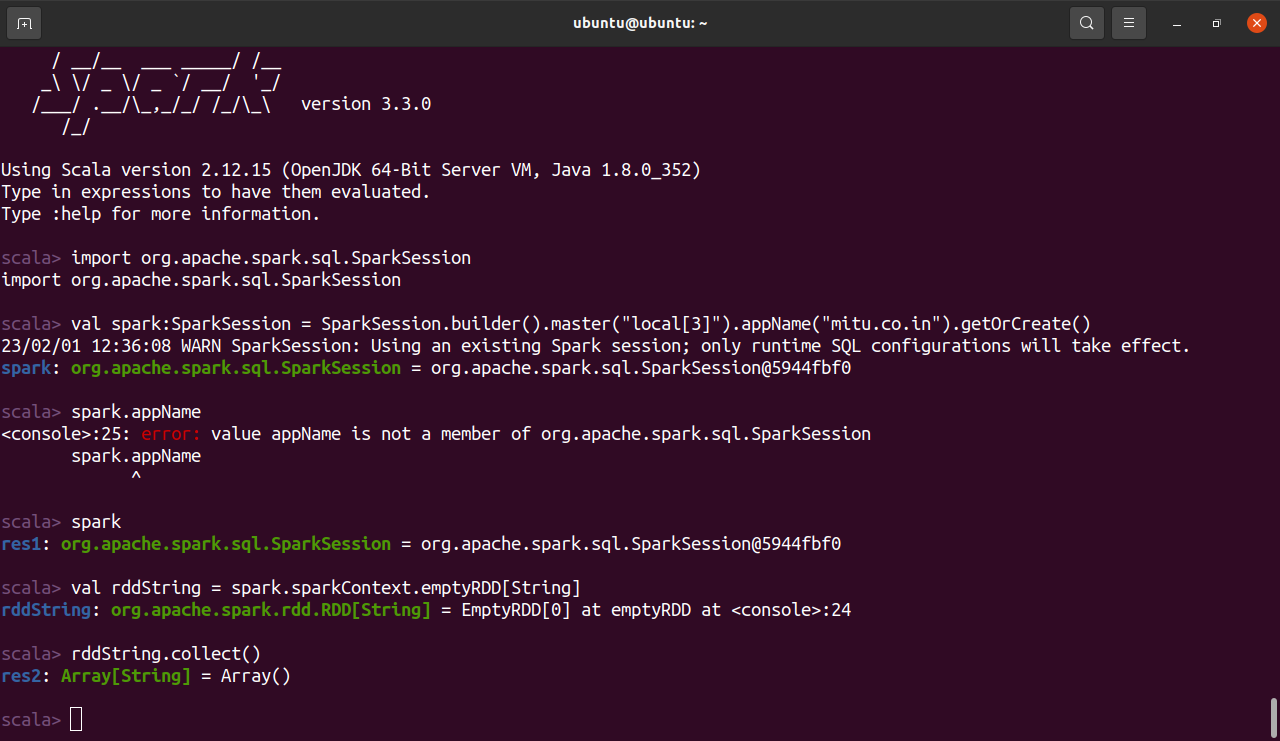 ubuntu@ubuntu: ~
      / __/__  ___ _____/ /__
    _\ \/ _ \/ _ `/ __/  '_/
   /___/ .__/\_,_/_/ /_/\_\   version 3.3.0
      /_/
Using Scala version 2.12.15 (OpenJDK 64-Bit Server VM, Java 1.8.0_352)
Type in expressions to have them evaluated.
Type :help for more information.
scala> import org.apache.spark.sql.SparkSession
import org.apache.spark.sql.SparkSession
scala> val spark:SparkSession = SparkSession.builder().master("local[3]").appName("mitu.co.in").getOrCreate()
23/02/01 12:36:08 WARN SparkSession: Using an existing Spark session; only runtime SQL configurations will take effect.
spark: org.apache.spark.sql.SparkSession = org.apache.spark.sql.SparkSession@5944fbf0
scala> spark.appName
<console>:25: error: value appName is not a member of org.apache.spark.sql.SparkSession
       spark.appName
             ^
scala> spark
res1: org.apache.spark.sql.SparkSession = org.apache.spark.sql.SparkSession@5944fbf0
scala> val rddString = spark.sparkContext.emptyRDD[String]
rddString: org.apache.spark.rdd.RDD[String] = EmptyRDD[0] at emptyRDD at <console>:24
scala> rddString.collect()
res2: Array[String] = Array()
scala>